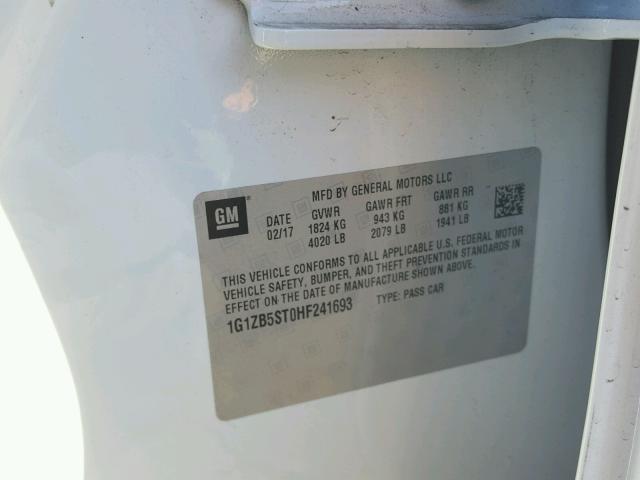 GM
MFD BY GENERAL MOTORS LLC
DATE GVWR GAWR FRT GAWR RR
02/17 1824 KG 943 KG 881 KG
4020 LB 2079 LB 1941 LB
THIS VEHICLE CONFORMS TO ALL APPLICABLE U.S. FEDERAL MOTOR
VEHICLE SAFETY, BUMPER, AND THEFT PREVENTION STANDARDS IN
EFFECT ON THE DATE OF MANUFACTURE SHOWN ABOVE.
1G1ZB5ST0HF241693 TYPE: PASS CAR